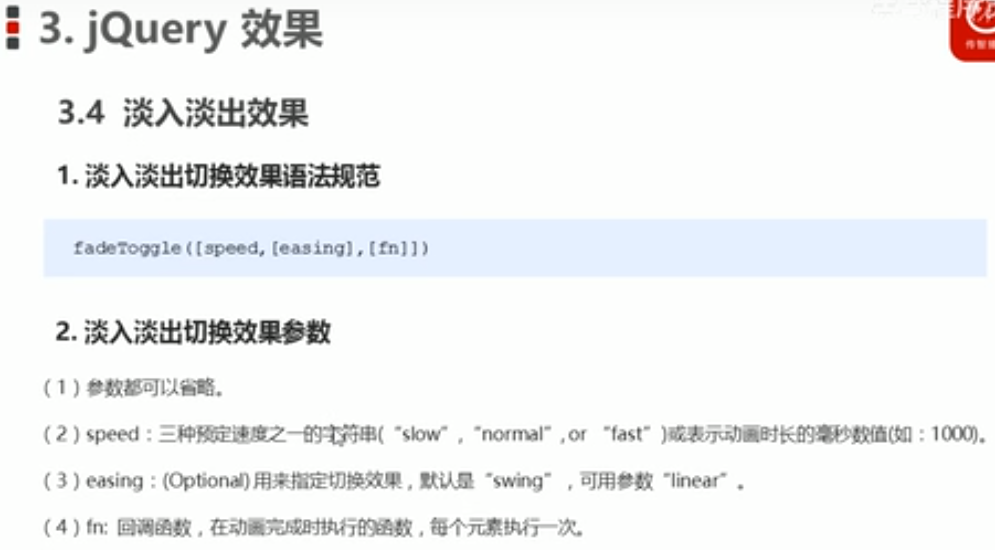 3. jQuery 效果
3.4 淡入淡出效果
1. 淡入淡出切换效果语法规范
fadeToggle([speed,[easing],[fn]])
2. 淡入淡出切换效果参数
(1)参数都可以省略。
(2)speed:三种预定速度之一的字符串(“slow”,“normal”,or “fast”)或表示动画时长的毫秒数值(如:1000)。
(3)easing:(Optional)用来指定切换效果,默认是“swing”,可用参数“linear”。
(4)fn: 回调函数,在动画完成时执行的函数,每个元素执行一次。